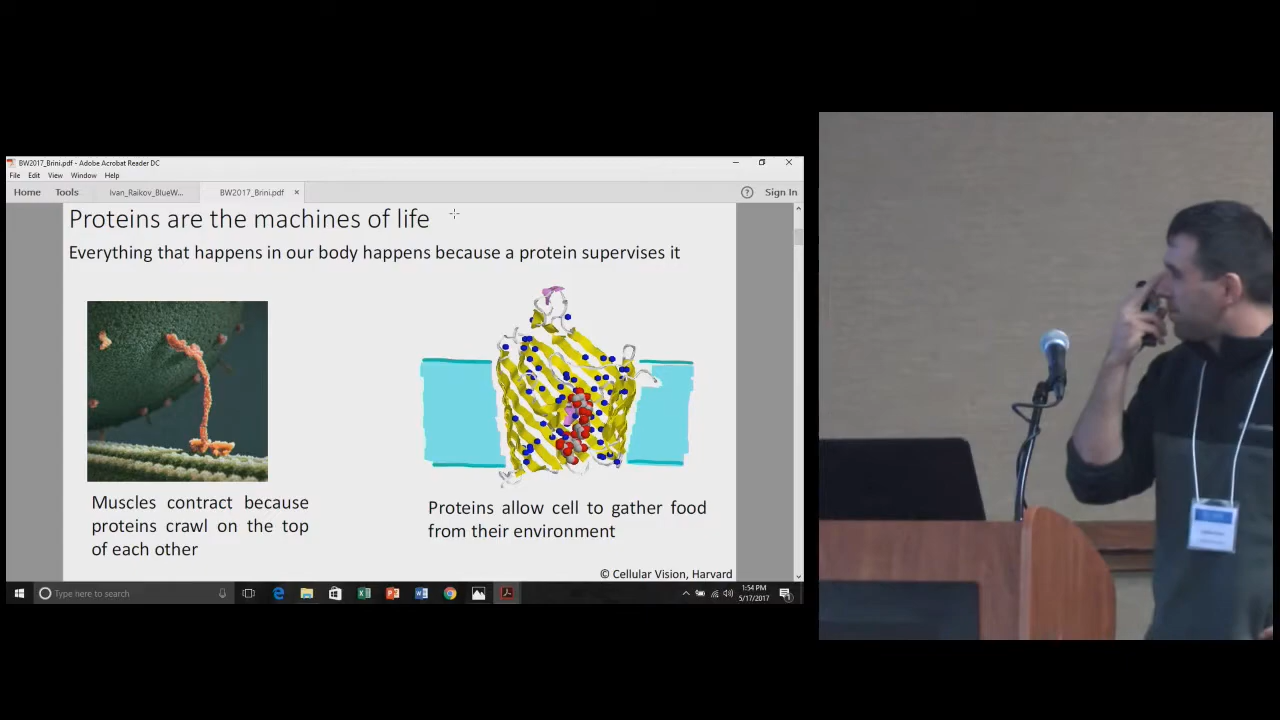 BW2017_Brini.pdf - Adobe Acrobat Reader DC
File Edit View Window Help
Home Tools Ivan_Raikov_BlueW... BW2017_Brini.pdf × ? Sign In
Proteins are the machines of life
Everything that happens in our body happens because a protein supervises it
Muscles contract because
proteins crawl on the top
of each other
Proteins allow cell to gather food
from their environment
© Cellular Vision, Harvard
Type here to search
1:54 PM
5/17/2017